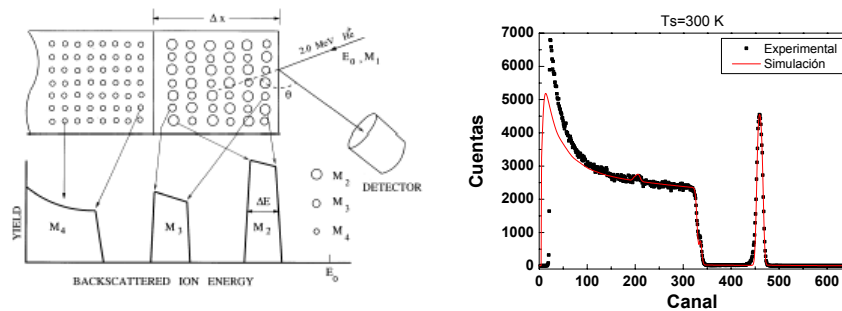 Δ x
2.0 MeV He
E₀ , M₁
θ
DETECTOR
M₂
M₃
M₄
YIELD
M₄
M₃
ΔE
M₂
E₀
BACKSCATTERED ION ENERGY
Ts=300 K
Experimental
Simulación
Cuentas
7000
6000
5000
4000
3000
2000
1000
0
0 100 200 300 400 500 600
Canal